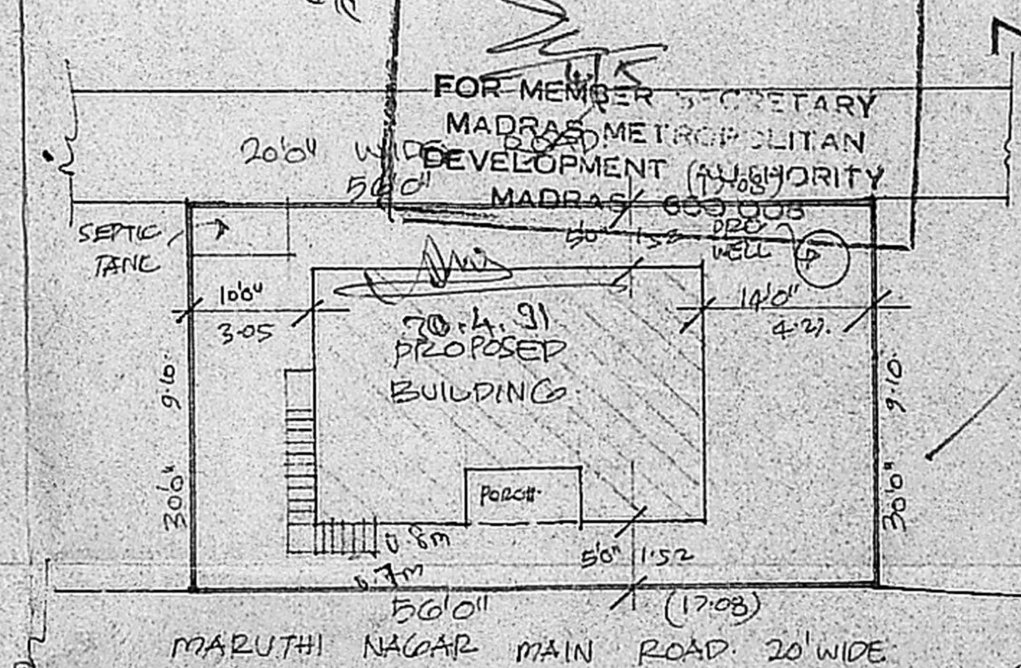 FOR MEMBER SECRETARY
MADRAS METROPOLITAN
DEVELOPMENT AUTHORITY
MADRAS 600 008
20'0" WIDE ROAD
56'0" (17.08)
SEPTIC
TANK
5'0" 1.52
PRO
WELL
10'0"
3.05
14'0"
4.27
20.4.91
PROPOSED
BUILDING
9.10
30'0"
9.10
30'0"
PORCH
0.8m
0.7m
5'0" 1.52
56'0" (17.08)
MARUTHI NAGAR MAIN ROAD. 20' WIDE